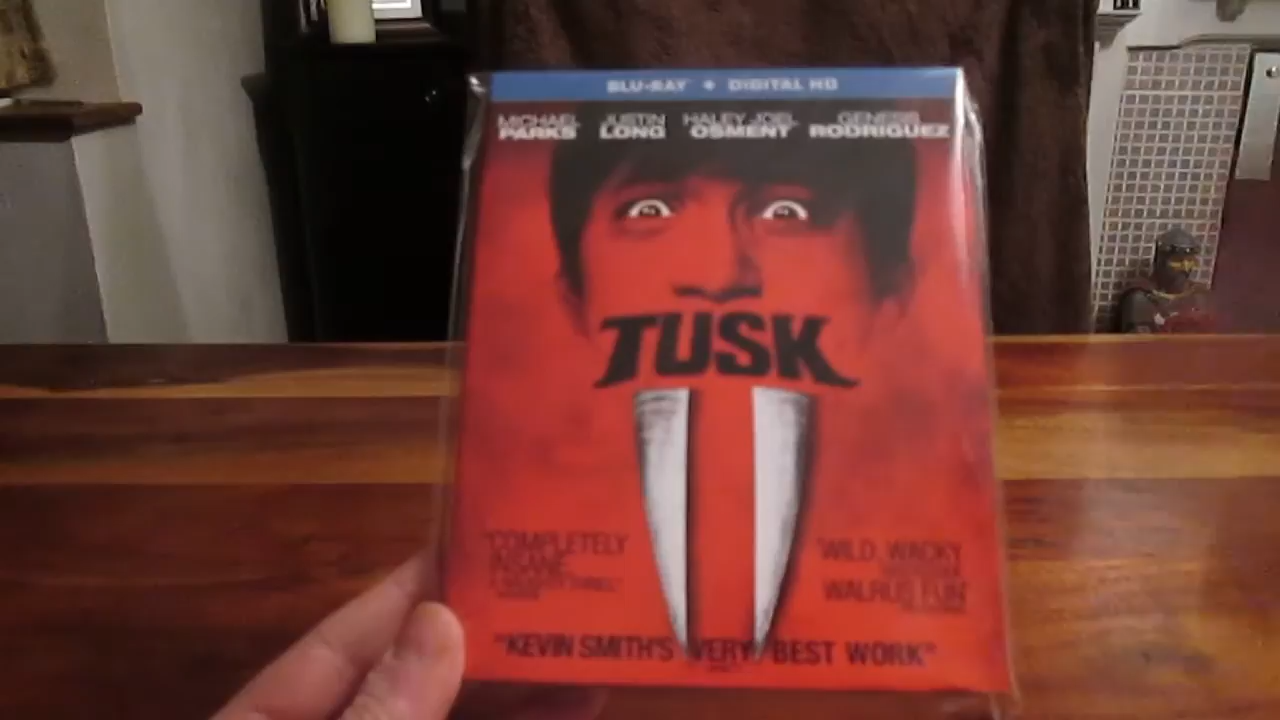 BLU-RAY + DIGITAL HD
MICHAEL PARKS JUSTIN LONG HALEY JOEL OSMENT GENESIS RODRIGUEZ
TUSK
"COMPLETELY
INSANE
"WILD, WACKY
WALRUS FUN"
"KEVIN SMITH'S VERY BEST WORK"